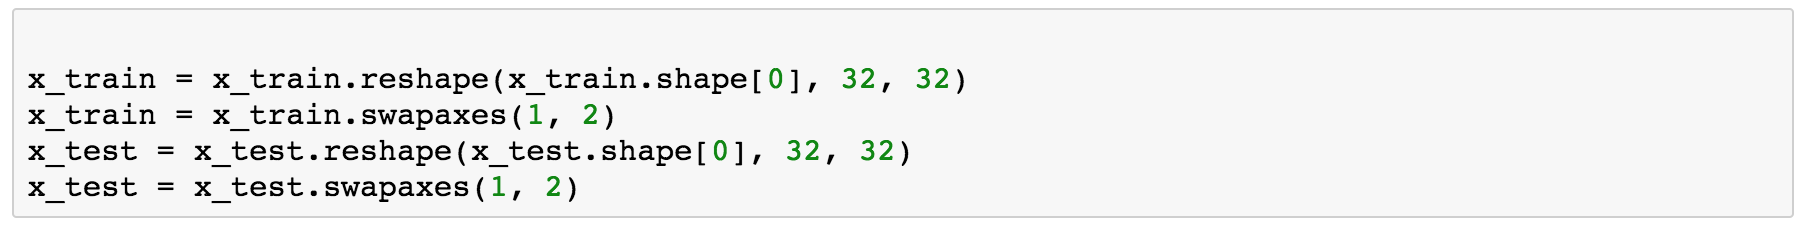 x_train = x_train.reshape(x_train.shape[0], 32, 32)
x_train = x_train.swapaxes(1, 2)
x_test = x_test.reshape(x_test.shape[0], 32, 32)
x_test = x_test.swapaxes(1, 2)